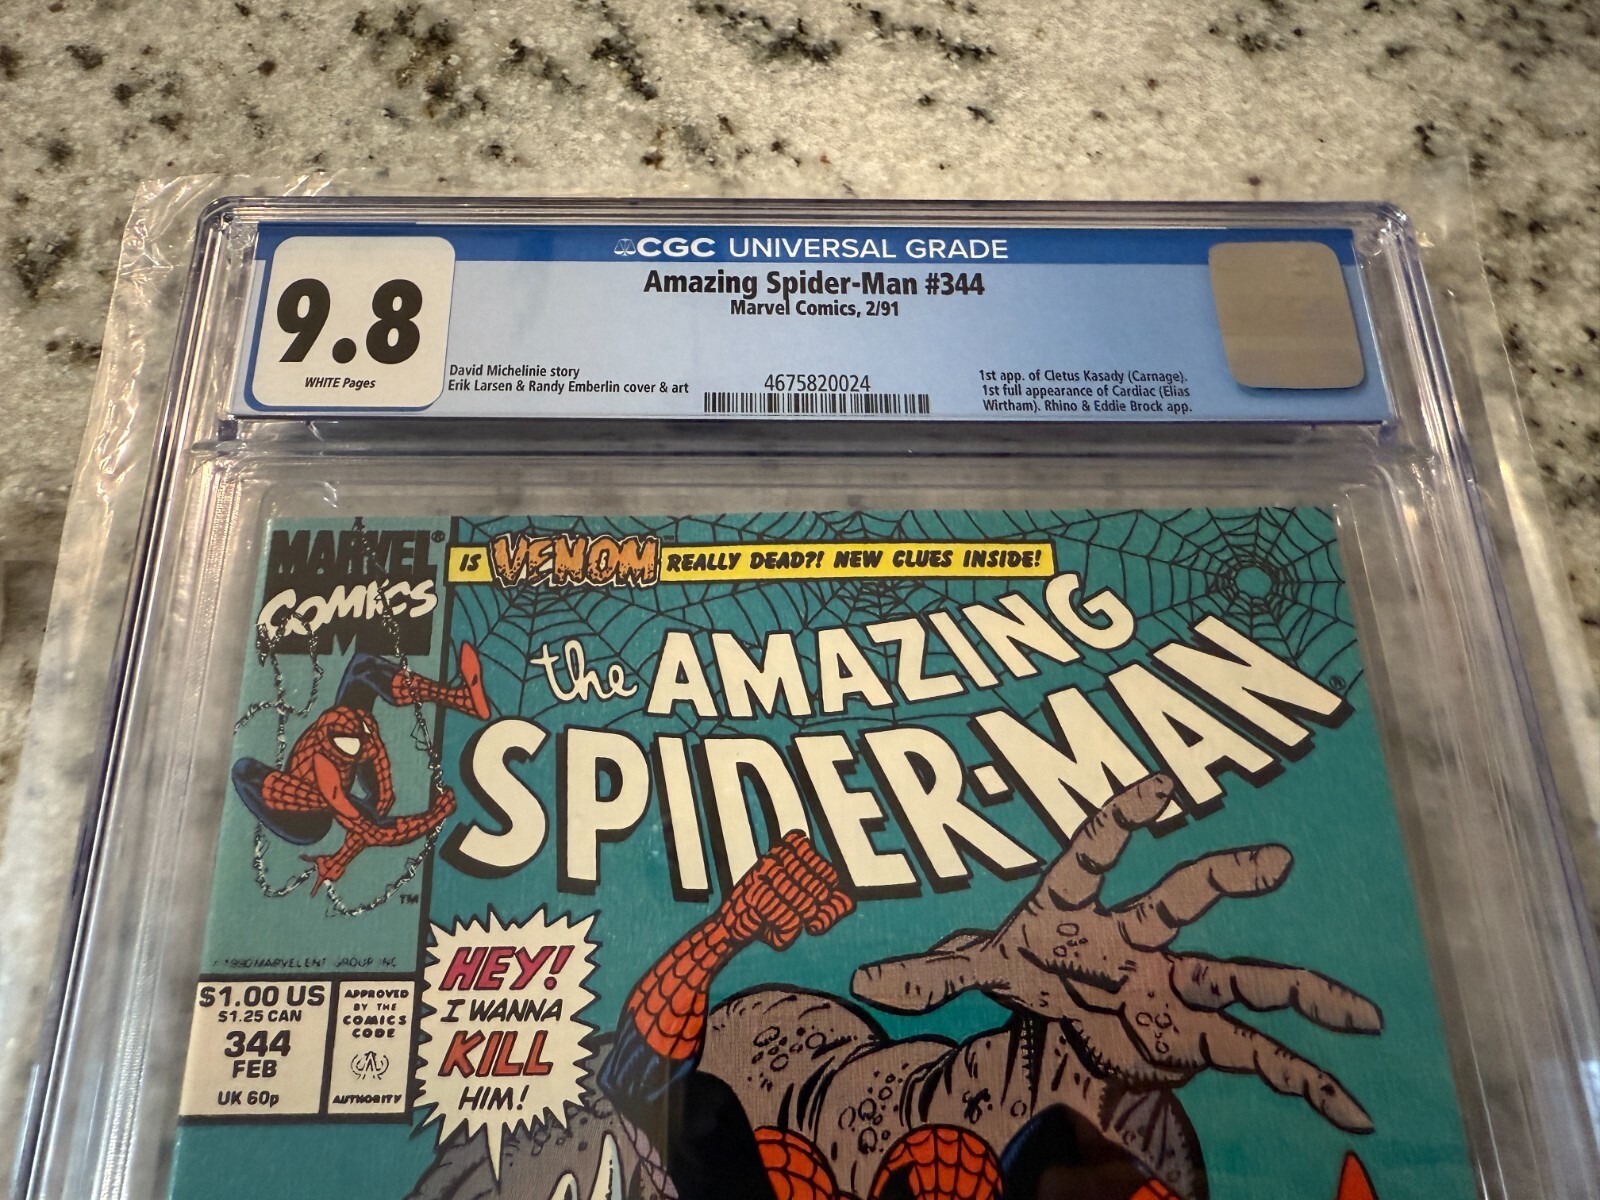 CGC UNIVERSAL GRADE
9.8
WHITE Pages
Amazing Spider-Man #344
Marvel Comics, 2/91
David Michelinie story
Erik Larsen & Randy Emberlin cover & art
4675820024
1st app. of Cletus Kasady (Carnage).
1st full appearance of Cardiac (Elias
Wirtham). Rhino & Eddie Brock app.
MARVEL®
COMICS
IS VENOM™ REALLY DEAD?! NEW CLUES INSIDE!
the AMAZING
SPIDER-MAN®
TM
HEY!
I WANNA
KILL
HIM!
$1.00 US
$1.25 CAN
344
FEB
UK 60p
APPROVED
BY THE
COMICS
CODE
CA
AUTHORITY